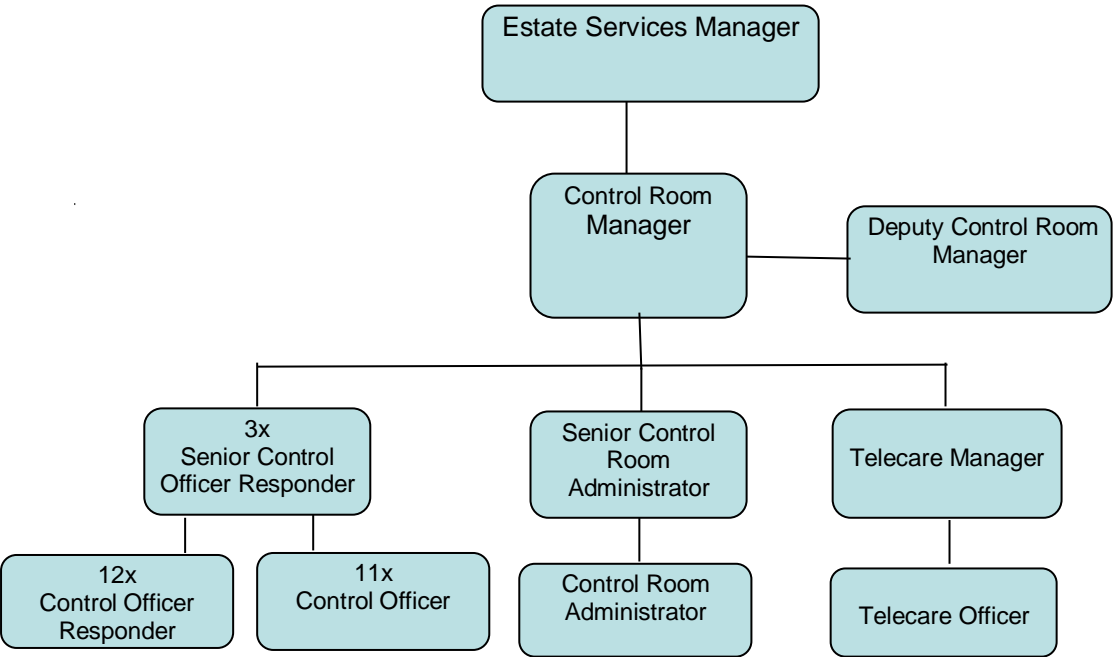 Estate Services Manager
Control Room
Manager
Deputy Control Room
Manager
3x
Senior Control
Officer Responder
Senior Control
Room
Administrator
Telecare Manager
12x
Control Officer
Responder
11x
Control Officer
Control Room
Administrator
Telecare Officer